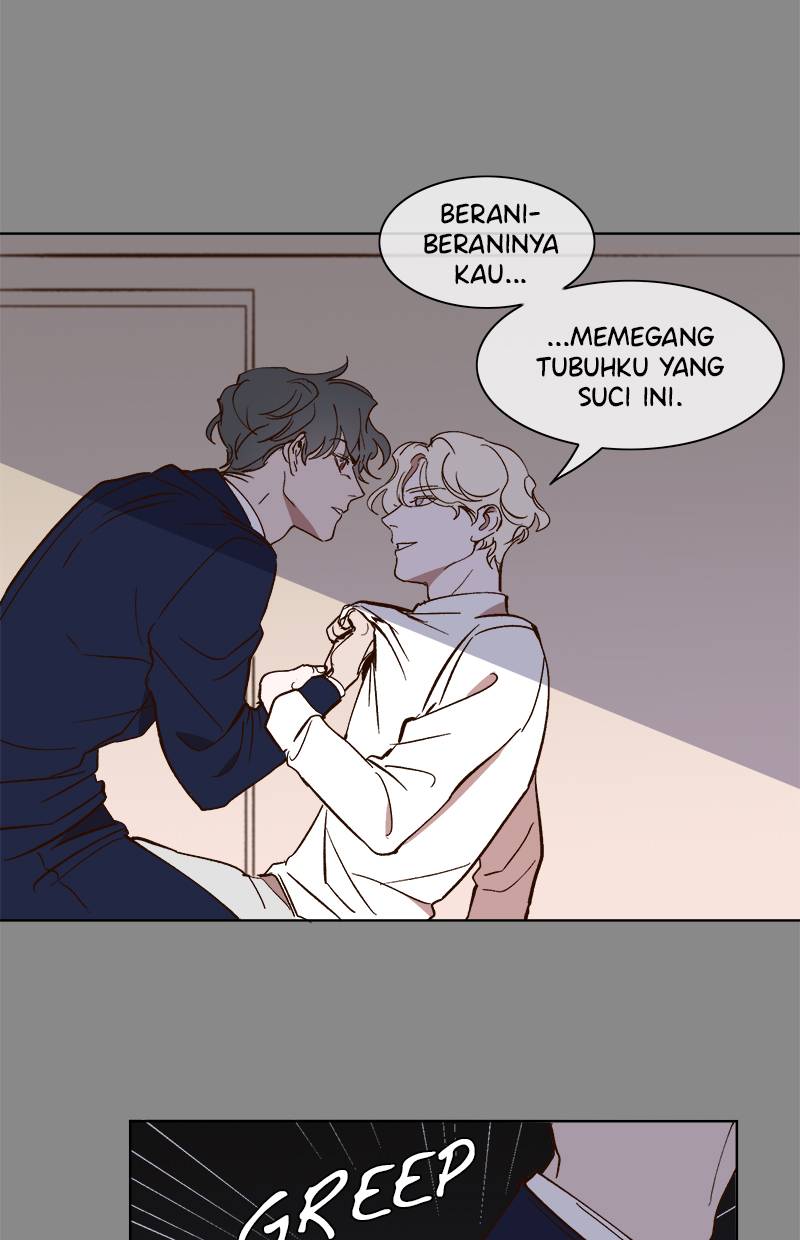 BERANI-
BERANINYA
KAU...
...MEMEGANG
TUBUHKU YANG
SUCI INI.
GREEP